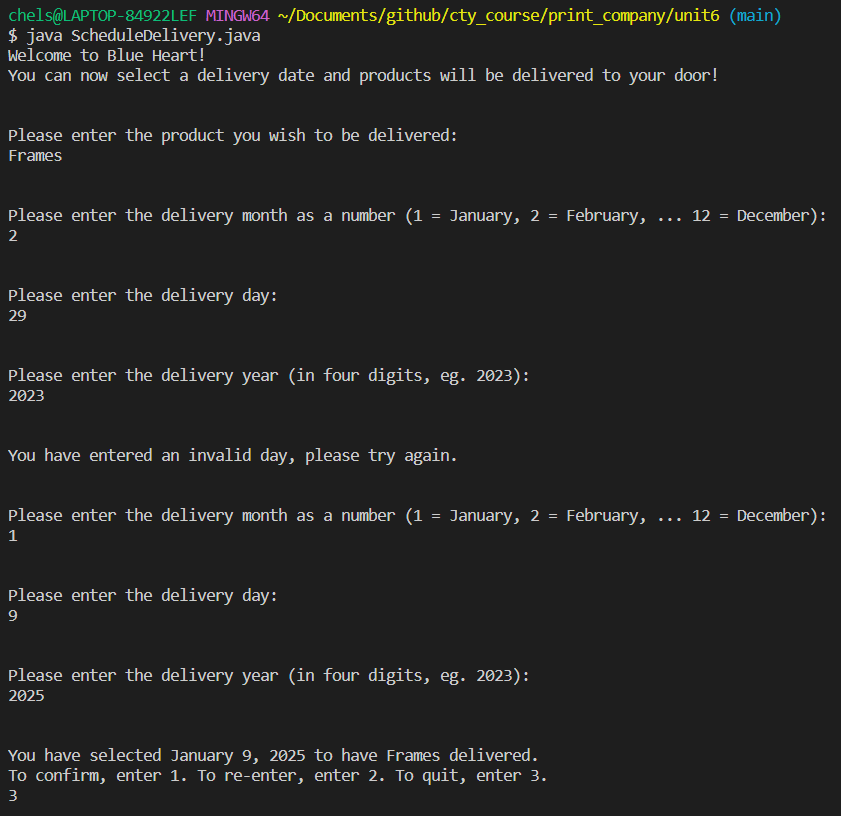 chels@LAPTOP-84922LEF MINGW64 ~/Documents/github/cty_course/print_company/unit6 (main)
$ java ScheduleDelivery.java
Welcome to Blue Heart!
You can now select a delivery date and products will be delivered to your door!
Please enter the product you wish to be delivered:
Frames
Please enter the delivery month as a number (1 = January, 2 = February, ... 12 = December):
2
Please enter the delivery day:
29
Please enter the delivery year (in four digits, eg. 2023):
2023
You have entered an invalid day, please try again.
Please enter the delivery month as a number (1 = January, 2 = February, ... 12 = December):
1
Please enter the delivery day:
9
Please enter the delivery year (in four digits, eg. 2023):
2025
You have selected January 9, 2025 to have Frames delivered.
To confirm, enter 1. To re-enter, enter 2. To quit, enter 3.
3